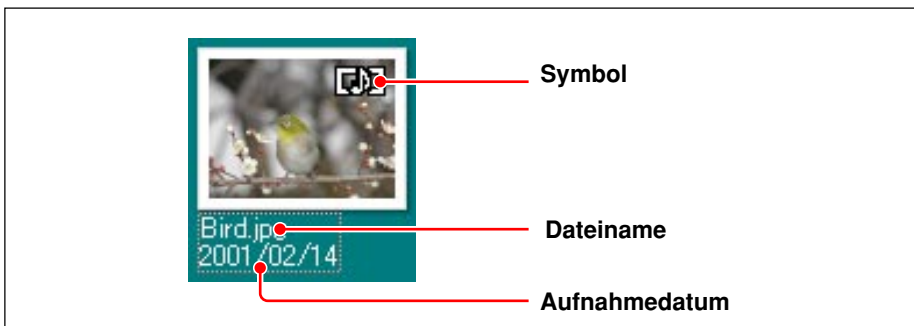 Symbol
Bird.jpg
2001/02/14
Dateiname
Aufnahmedatum